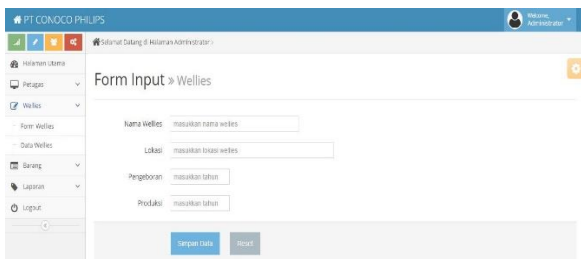 PT CONOCO PHILIPS
Welcome,
Administrator
Selamat Datang di Halaman Administrator
Halaman Utama
Petugas
Wellies
Form Wellies
Data Wellies
Barang
Laporan
Logout
Form Input » Wellies
Nama Wellies masukkan nama wellies
Lokasi masukkan lokasi wellies
Pengeboran masukkan tahun
Produksi masukkan tahun
Simpan Data Reset